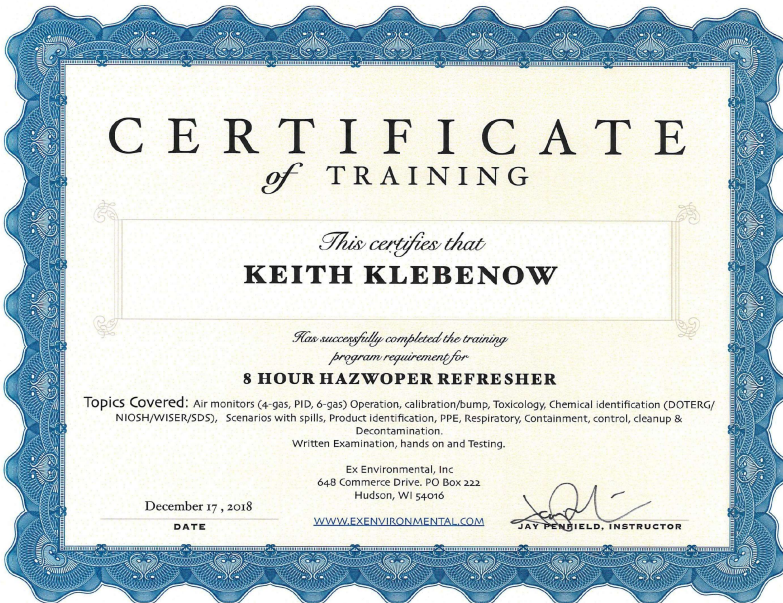 CERTIFICATE
of TRAINING
This certifies that
KEITH KLEBENOW
Has successfully completed the training
program requirement for
8 HOUR HAZWOPER REFRESHER
Topics Covered: Air monitors (4-gas, PID, 6-gas) Operation, calibration/bump, Toxicology, Chemical identification (DOTERG/
NIOSH/WISER/SDS), Scenarios with spills, Product identification, PPE, Respiratory, Containment, control, cleanup &
Decontamination.
Written Examination, hands on and Testing.
Ex Environmental, Inc
648 Commerce Drive. PO Box 222
Hudson, WI 54016
December 17 , 2018
DATE
WWW.EXENVIRONMENTAL.COM
JAY PENFIELD, INSTRUCTOR